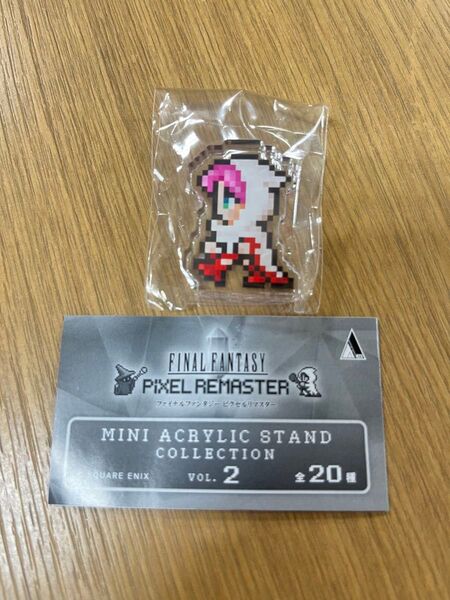 FINAL FANTASY
PIXEL REMASTER
ファイナルファンタジー ピクセルリマスター
MINI ACRYLIC STAND
COLLECTION
SQUARE ENIX VOL. 2 全20種